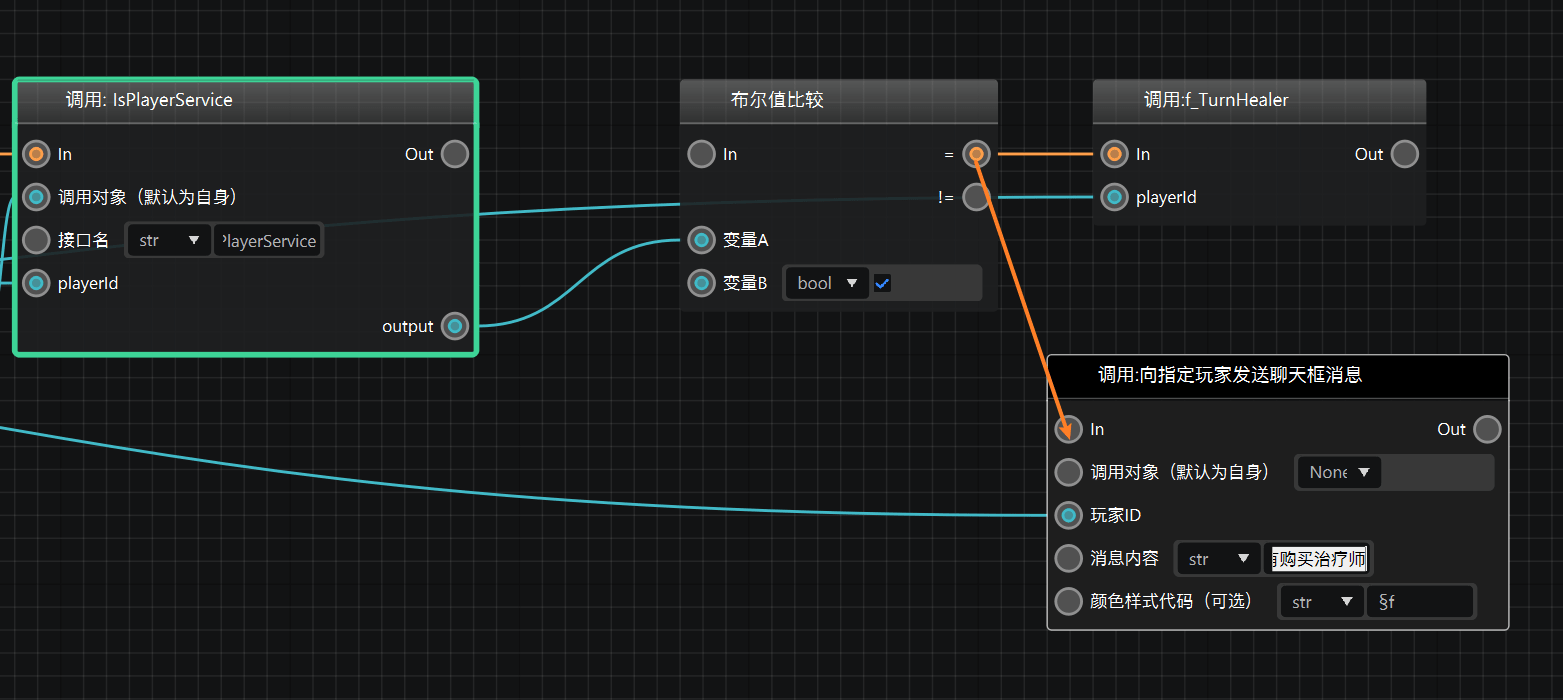 调用: IsPlayerService
In
Out
调用对象（默认为自身）
接口名
str
PlayerService
playerId
output
布尔值比较
In
=
!=
变量A
变量B
bool
调用:f_TurnHealer
In
Out
playerId
调用:向指定玩家发送聊天框消息
In
Out
调用对象（默认为自身）
None
玩家ID
消息内容
str
购买治疗师
颜色样式代码（可选）
str
§f